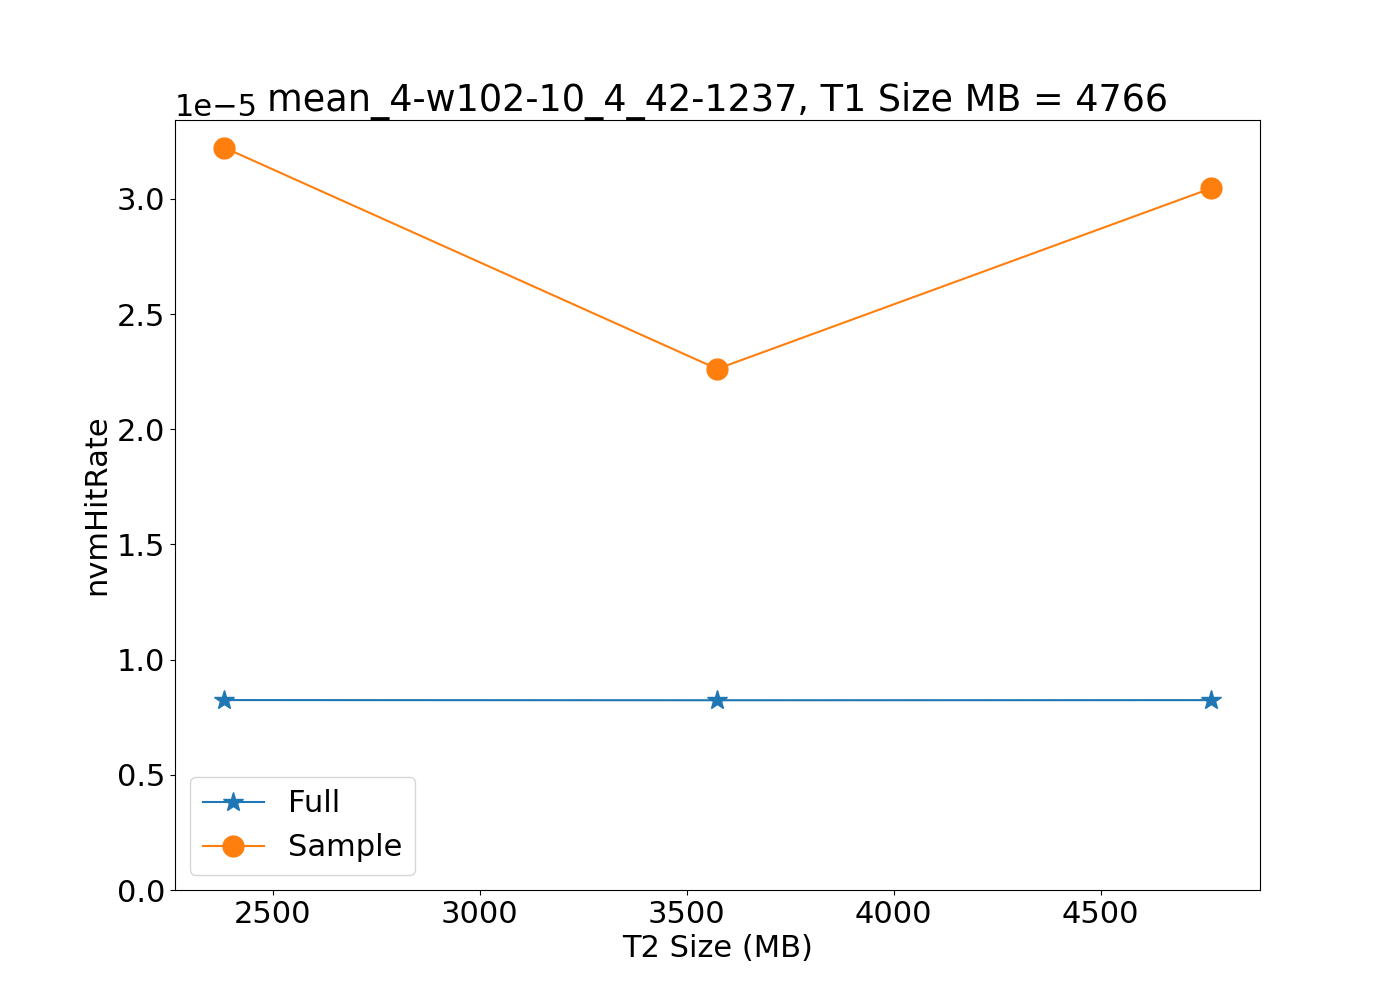 1e−5
mean_4-w102-10_4_42-1237, T1 Size MB = 4766
3.0
2.5
2.0
1.5
1.0
0.5
0.0
nvmHitRate
Full
Sample
2500 3000 3500 4000 4500
T2 Size (MB)